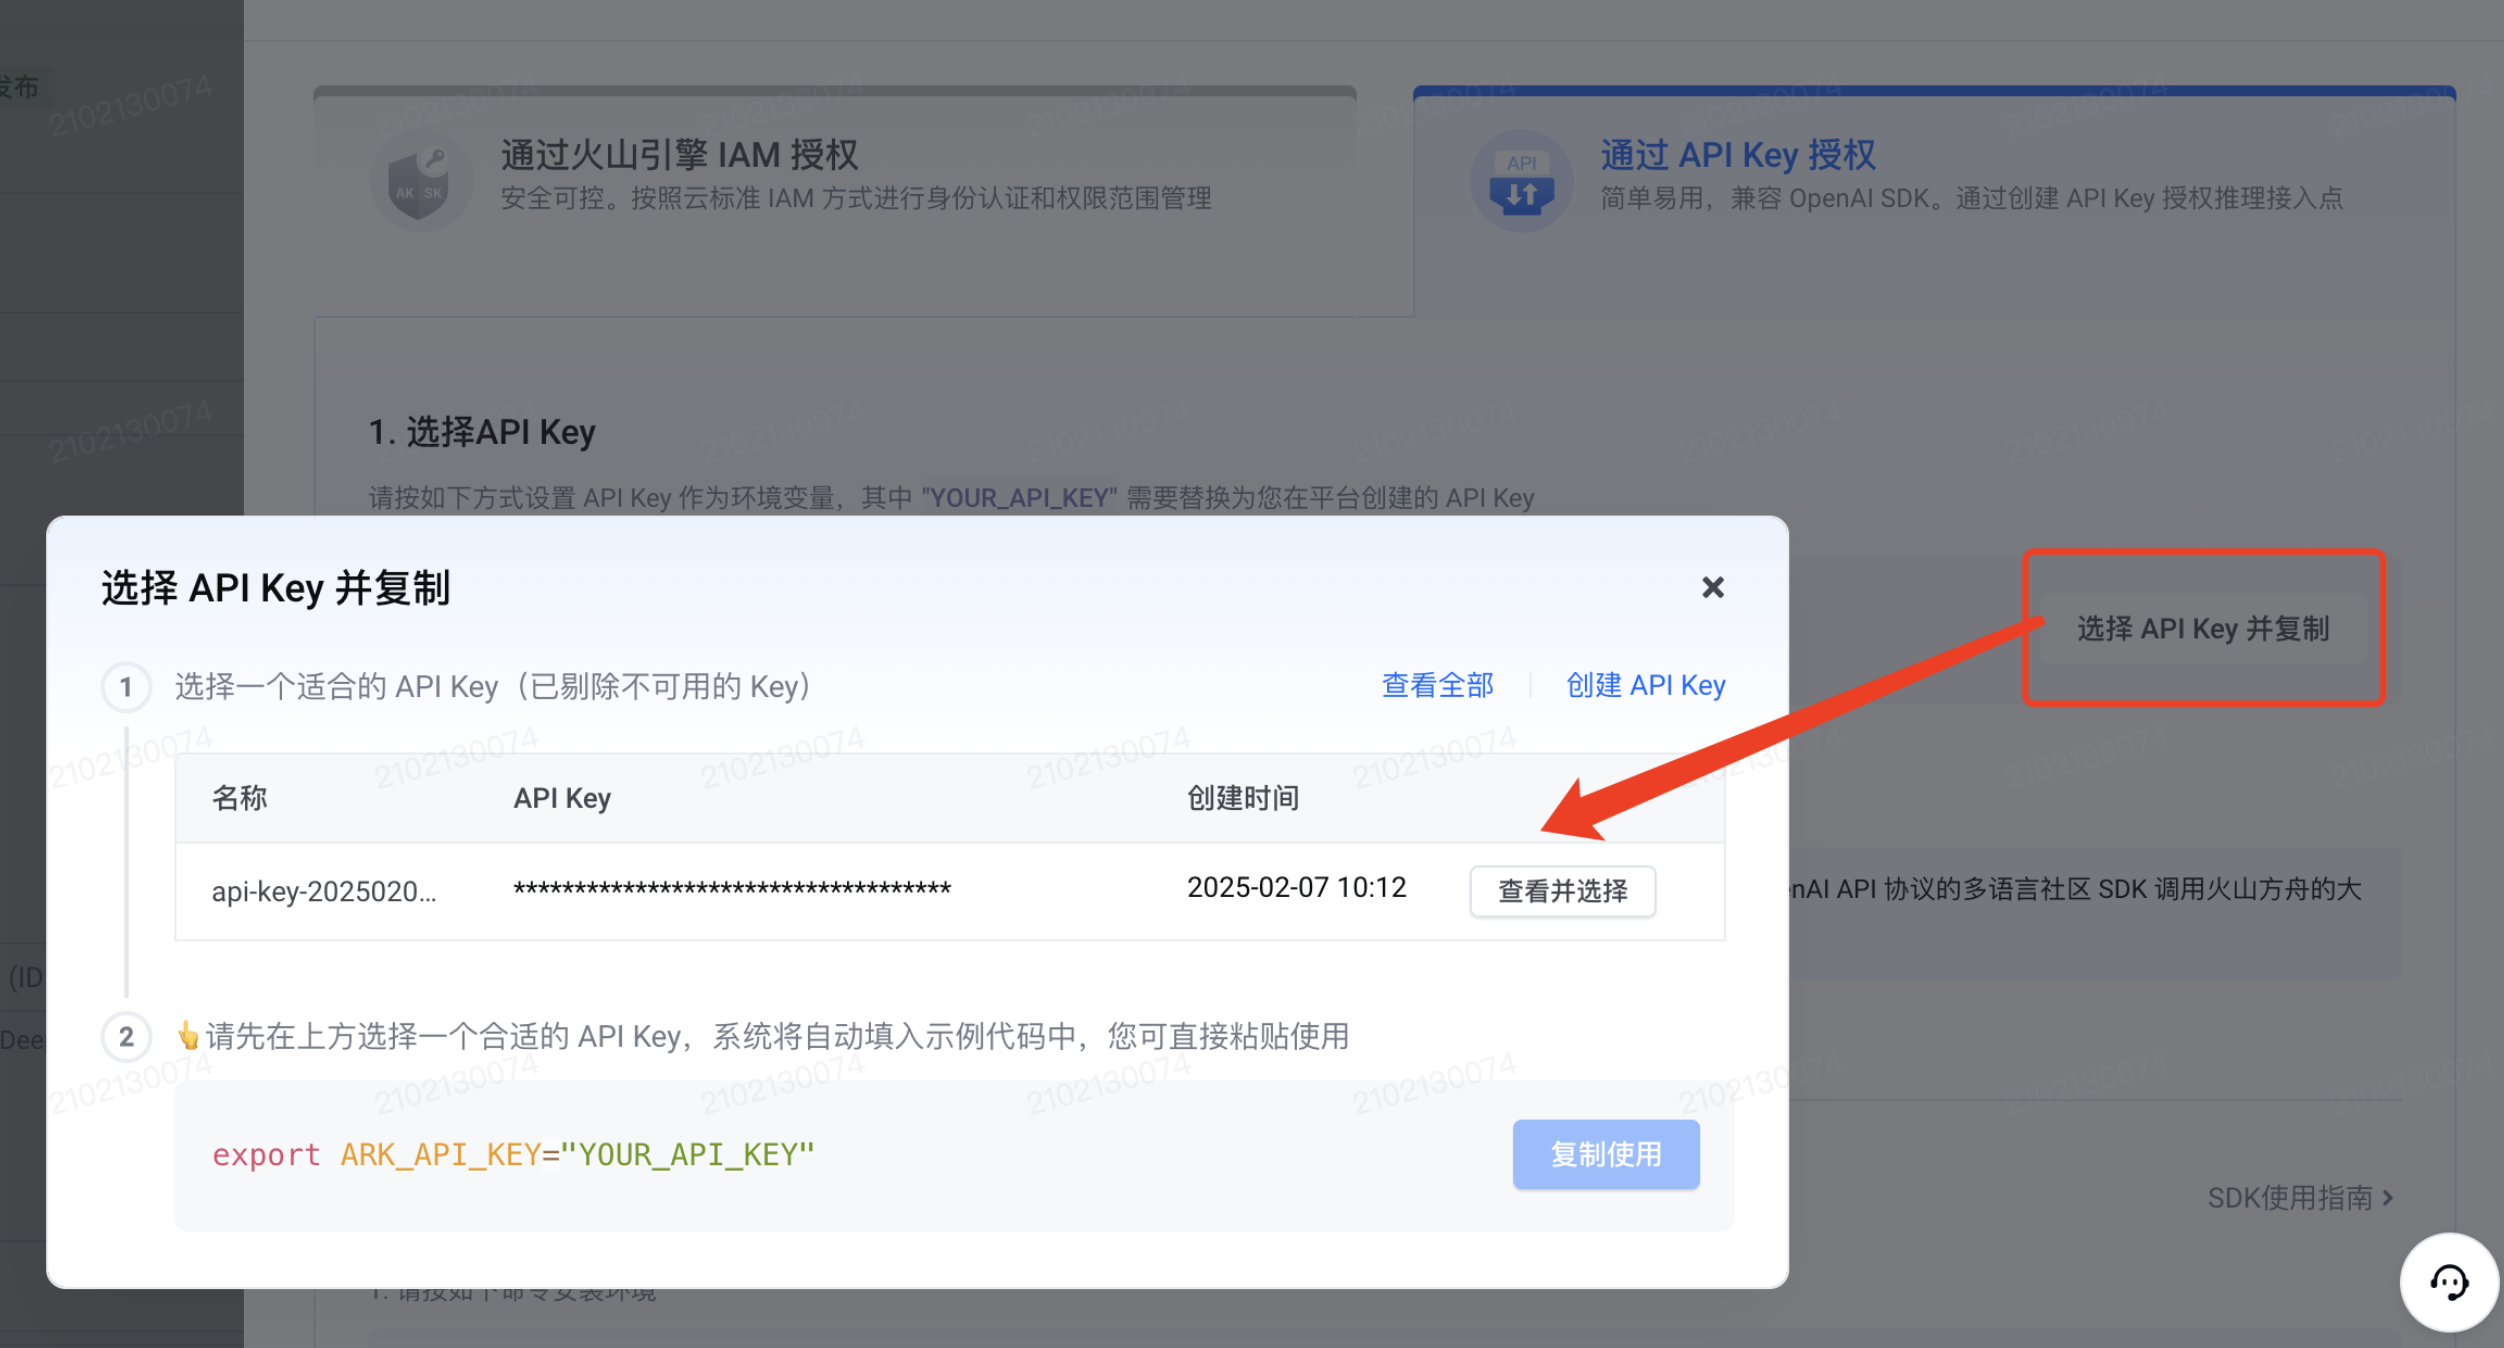 发布
通过火山引擎 IAM 授权
安全可控。按照云标准 IAM 方式进行身份认证和权限范围管理
AK SK
API
通过 API Key 授权
简单易用，兼容 OpenAI SDK。通过创建 API Key 授权推理接入点
1. 选择API Key
请按如下方式设置 API Key 作为环境变量，其中 "YOUR_API_KEY" 需要替换为您在平台创建的 API Key
选择 API Key 并复制
选择 API Key 并复制
1 选择一个适合的 API Key（已剔除不可用的 Key）
查看全部 创建 API Key
名称 API Key 创建时间
api-key-2025020... ************************************ 2025-02-07 10:12 查看并选择
nAI API 协议的多语言社区 SDK 调用火山方舟的大
(ID
Dee
2 👆请先在上方选择一个合适的 API Key，系统将自动填入示例代码中，您可直接粘贴使用
export ARK_API_KEY="YOUR_API_KEY" 复制使用
SDK使用指南
1. 请按如下命令安装环境
2102130074